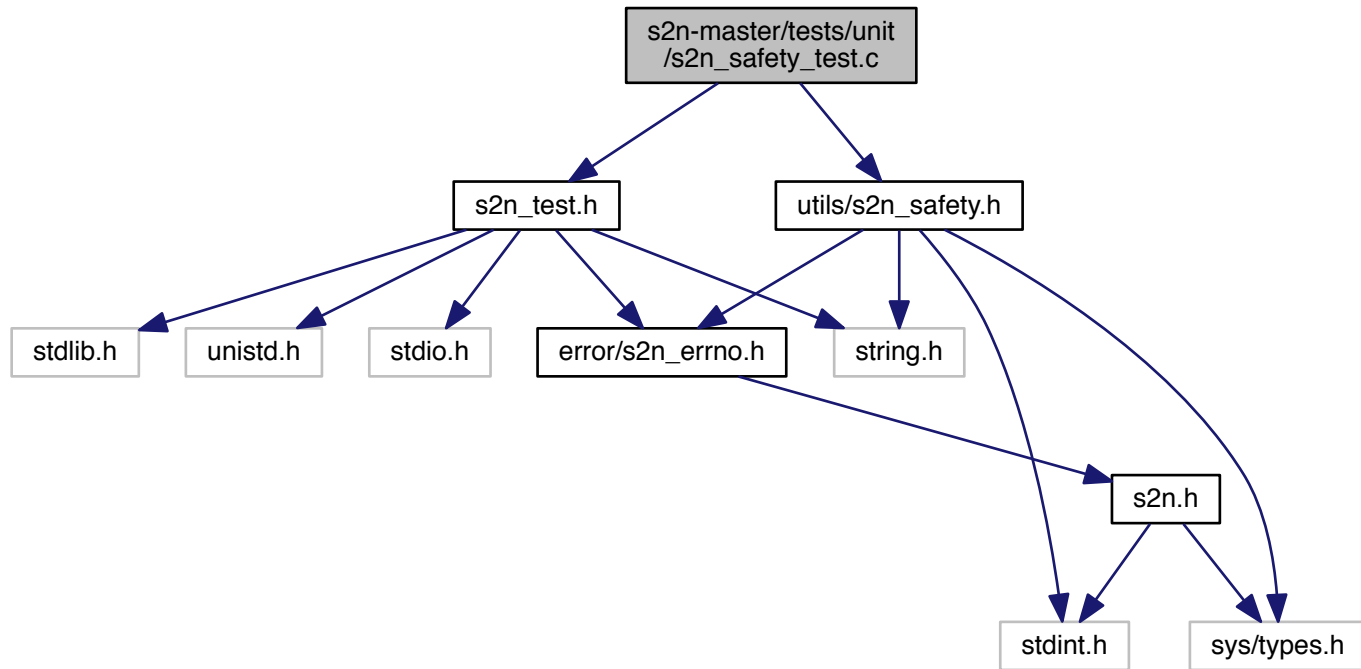 s2n-master/tests/unit
/s2n_safety_test.c
s2n_test.h
utils/s2n_safety.h
stdlib.h
unistd.h
stdio.h
error/s2n_errno.h
string.h
s2n.h
stdint.h
sys/types.h